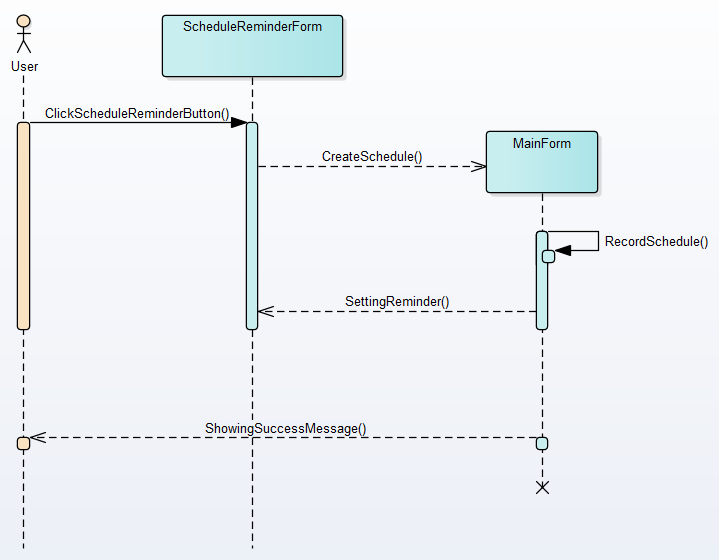 User
ScheduleReminderForm
ClickScheduleReminderButton()
MainForm
CreateSchedule()
RecordSchedule()
SettingReminder()
ShowingSuccessMessage()